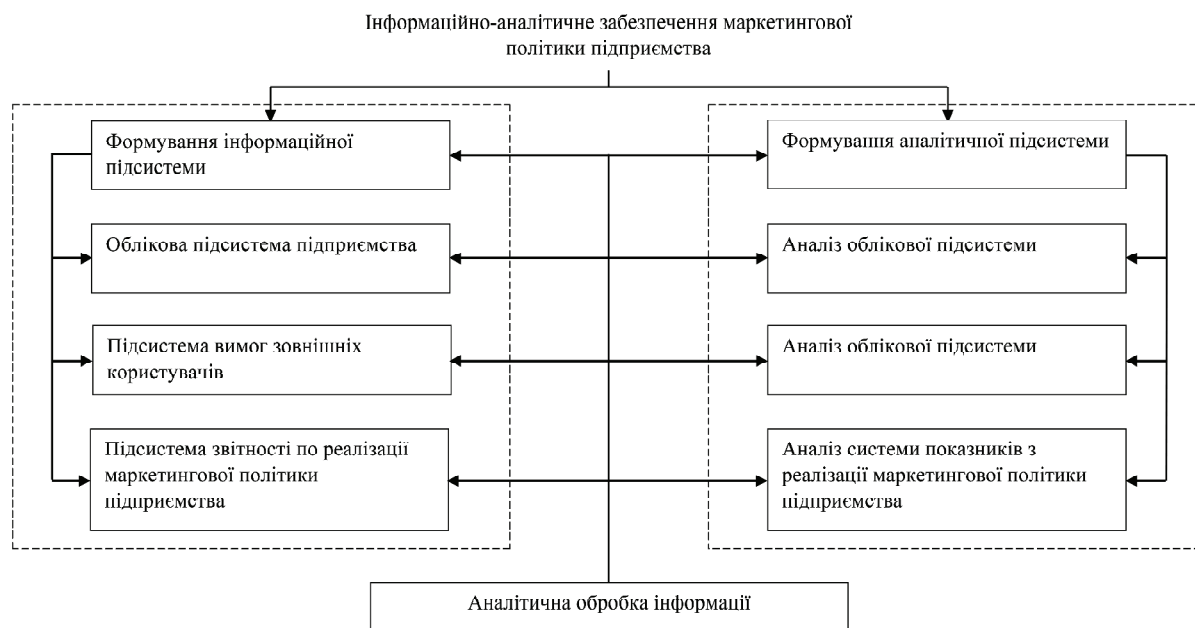 Інформаційно-аналітичне забезпечення маркетингової
політики підприємства
Формування інформаційної
підсистеми
Облікова підсистема підприємства
Підсистема вимог зовнішніх
користувачів
Підсистема звітності по реалізації
маркетингової політики
підприємства
Формування аналітичної підсистеми
Аналіз облікової підсистеми
Аналіз облікової підсистеми
Аналіз системи показників з
реалізації маркетингової політики
підприємства
Аналітична обробка інформації